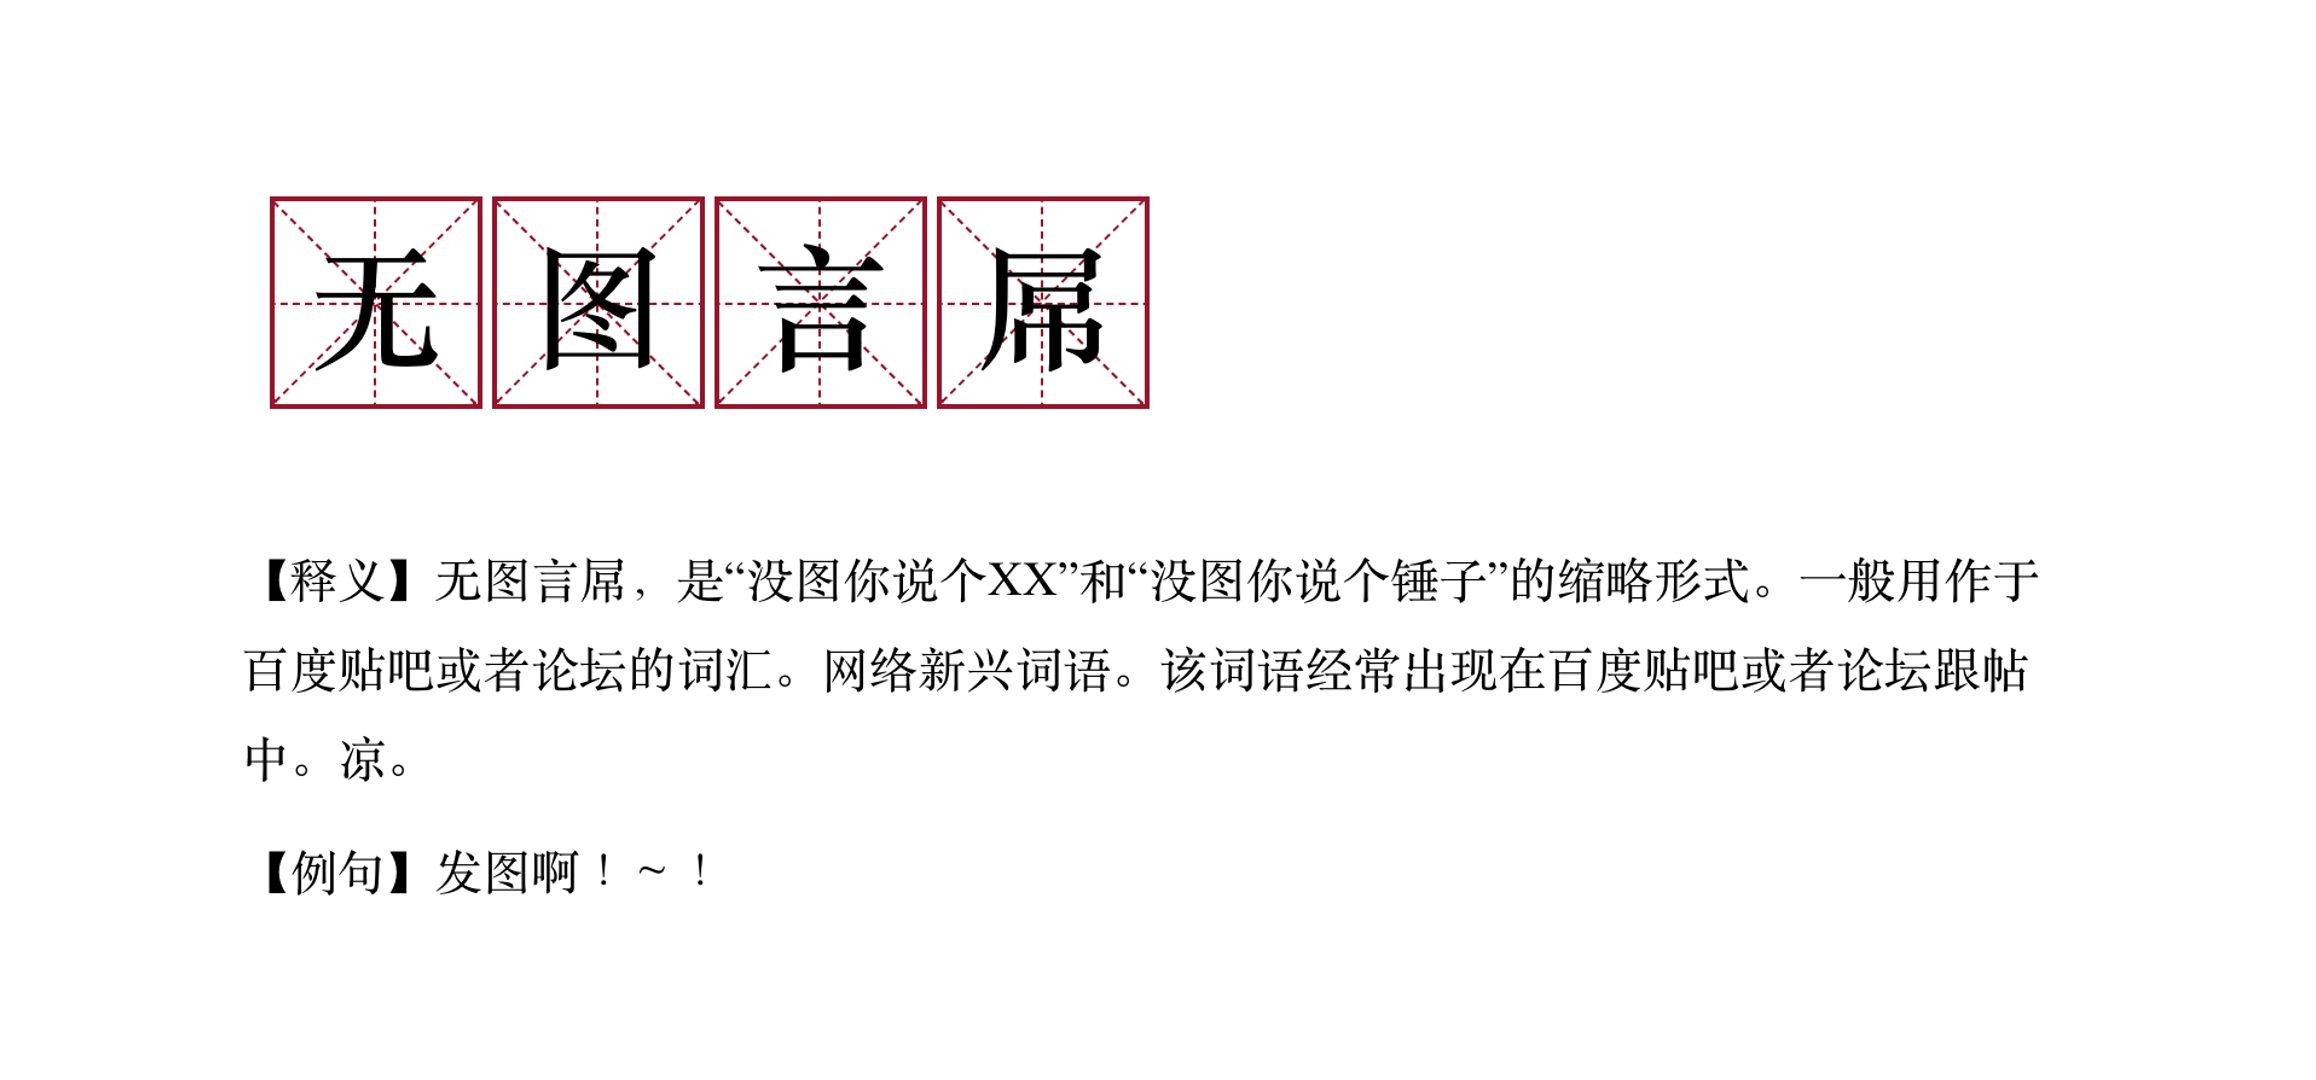 无图言屌
【释义】无图言屌，是“没图你说个XX”和“没图你说个锤子”的缩略形式。一般用作于
百度贴吧或者论坛的词汇。网络新兴词语。该词语经常出现在百度贴吧或者论坛跟帖
中。凉。
【例句】发图啊！～！